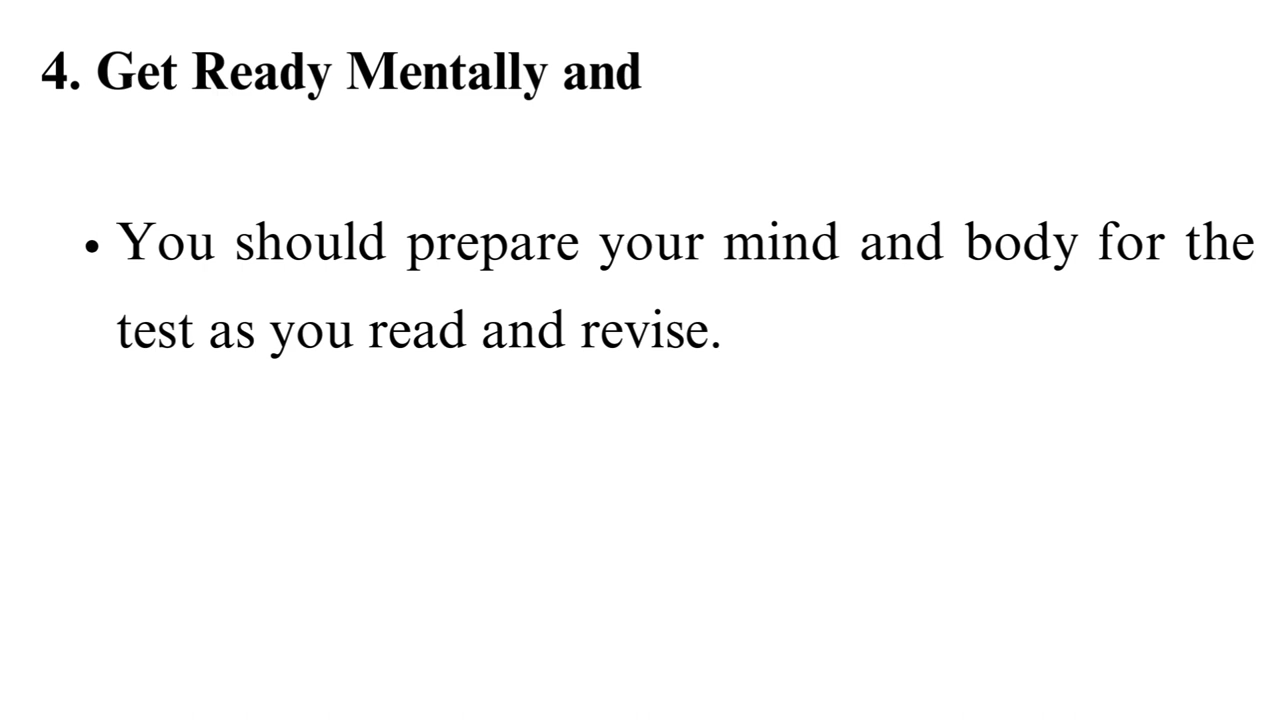 4. Get Ready Mentally and
• You should prepare your mind and body for the
test as you read and revise.